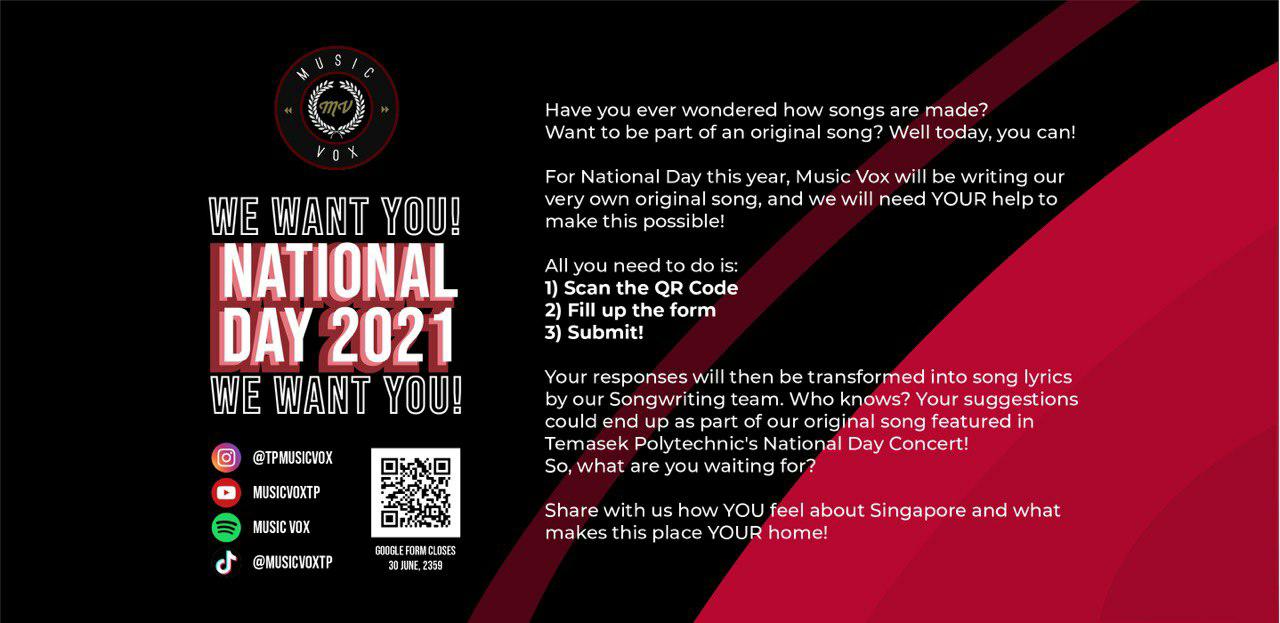 MUSIC
MV
VOX
WE WANT YOU!
NATIONAL
DAY 2021
WE WANT YOU!
@TPMUSICVOX
MUSICVOXTP
MUSIC VOX
@MUSICVOXTP
GOOGLE FORM CLOSES
30 JUNE, 2359
Have you ever wondered how songs are made?
Want to be part of an original song? Well today, you can!
For National Day this year, Music Vox will be writing our
very own original song, and we will need YOUR help to
make this possible!
All you need to do is:
1) Scan the QR Code
2) Fill up the form
3) Submit!
Your responses will then be transformed into song lyrics
by our Songwriting team. Who knows? Your suggestions
could end up as part of our original song featured in
Temasek Polytechnic's National Day Concert!
So, what are you waiting for?
Share with us how YOU feel about Singapore and what
makes this place YOUR home!